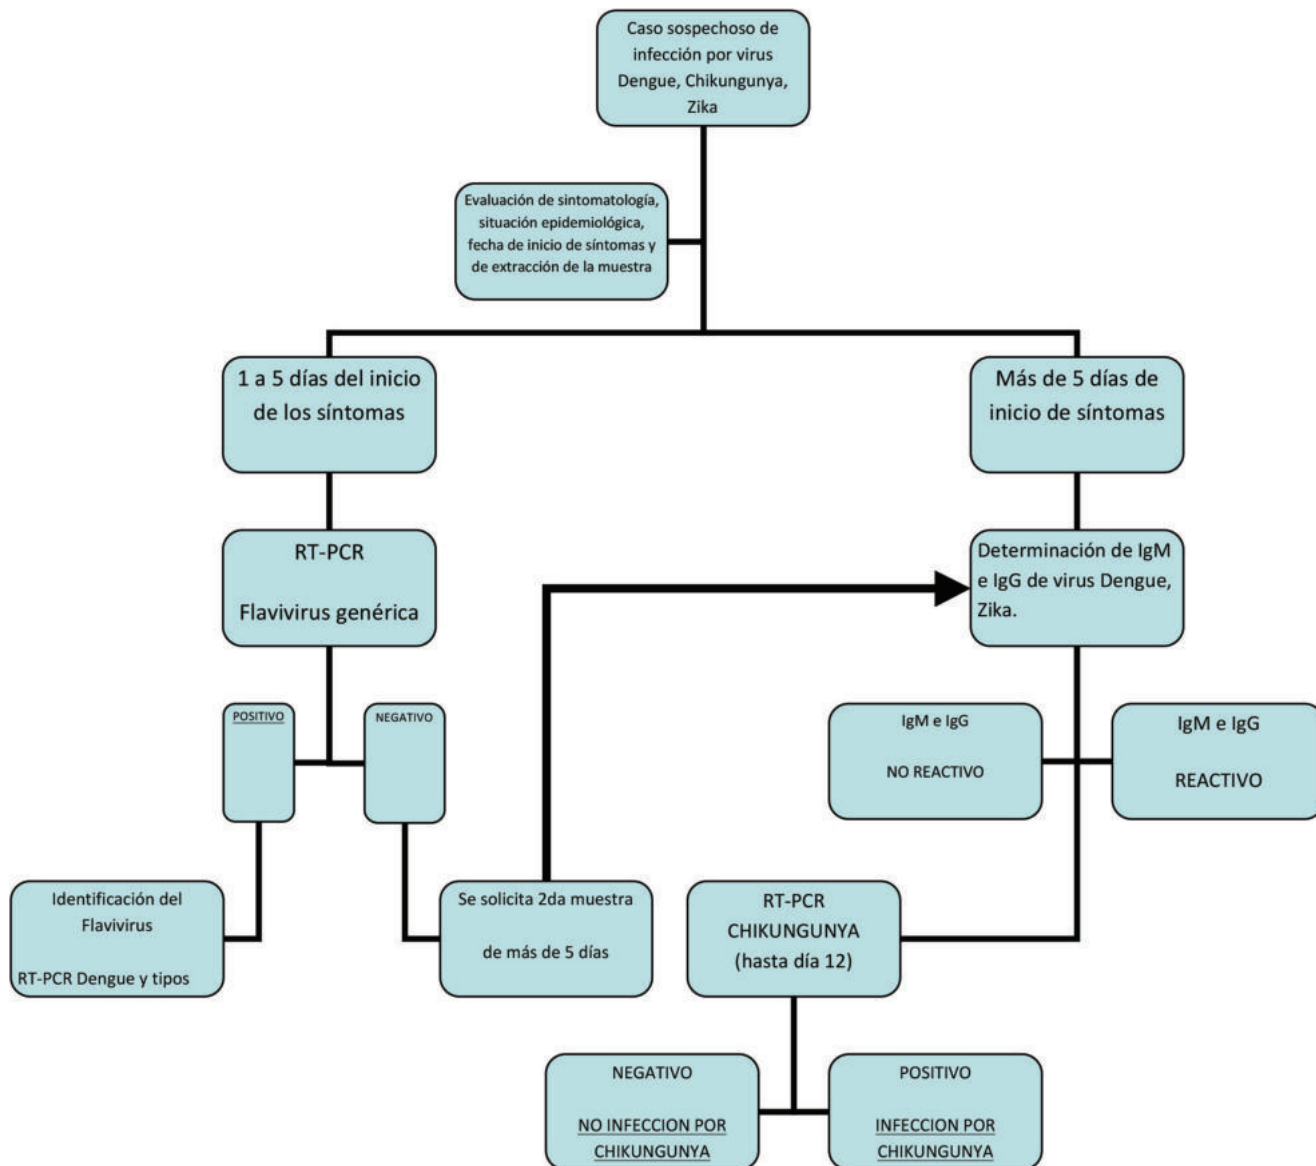 Caso sospechoso de
infección por virus
Dengue, Chikungunya,
Zika
Evaluación de sintomatología,
situación epidemiológica,
fecha de inicio de síntomas y
de extracción de la muestra
1 a 5 días del inicio
de los síntomas
Más de 5 días de
inicio de síntomas
RT-PCR
Flavivirus genérica
Determinación de IgM
e IgG de virus Dengue,
Zika.
POSITIVO
NEGATIVO
IgM e IgG
NO REACTIVO
IgM e IgG
REACTIVO
Identificación del
Flavivirus
RT-PCR Dengue y tipos
Se solicita 2da muestra
de más de 5 días
RT-PCR
CHIKUNGUNYA
(hasta día 12)
NEGATIVO
NO INFECCION POR
CHIKUNGUNYA
POSITIVO
INFECCION POR
CHIKUNGUNYA